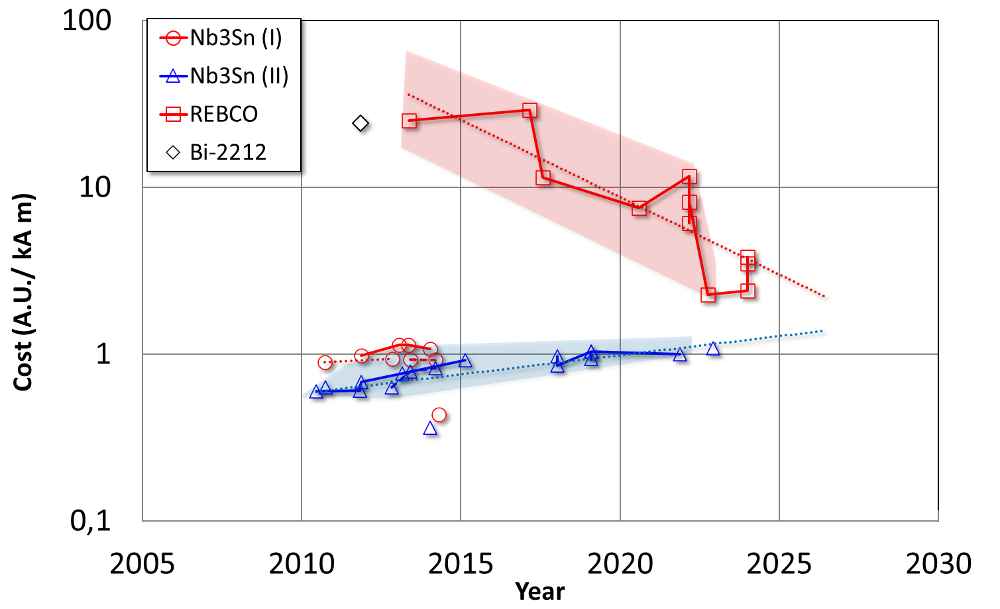 100
10
1
0,1
Cost (A.U./ kA m)
Nb3Sn (I)
Nb3Sn (II)
REBCO
Bi-2212
2005 2010 2015 2020 2025 2030
Year